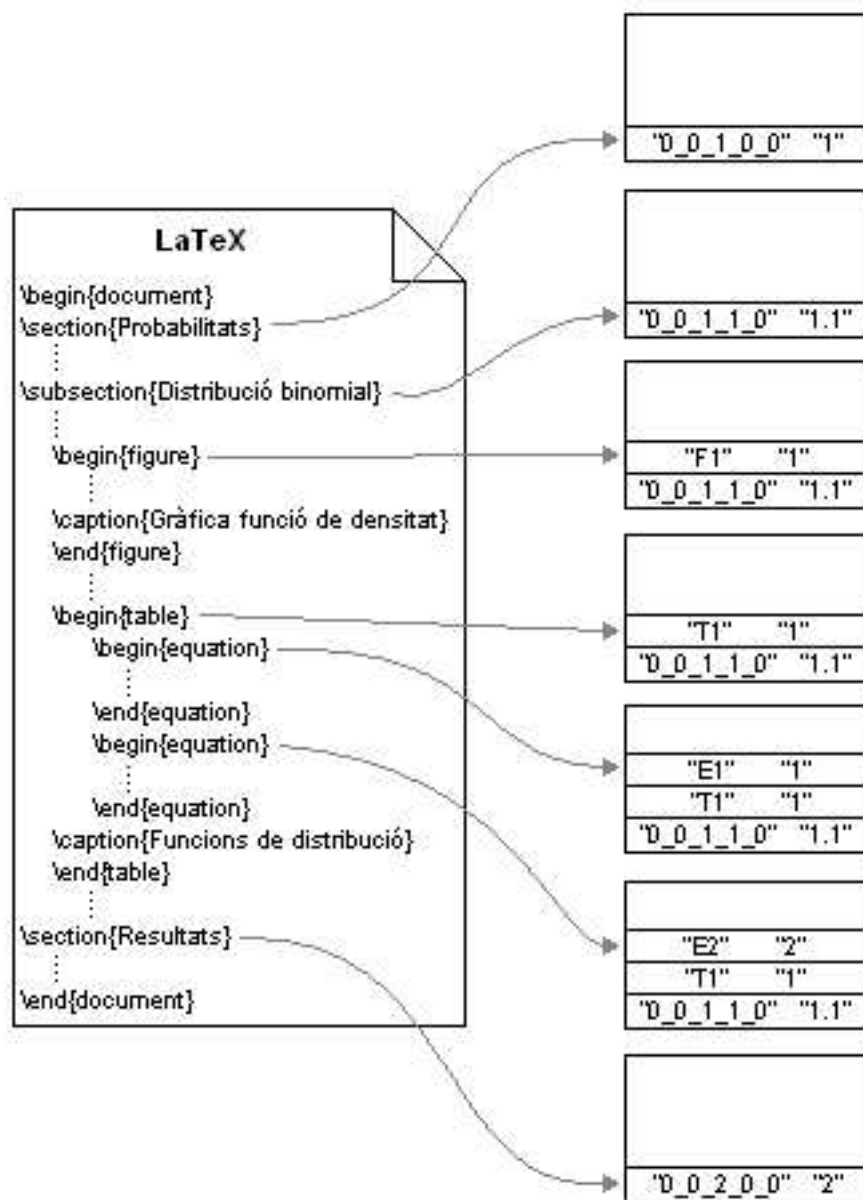 LaTeX
\begin{document}
\section{Probabilitats}
\subsection{Distribució binomial}
\begin{figure}
\caption{Gràfica funció de densitat}
\end{figure}
\begin{table}
\begin{equation}
\end{equation}
\begin{equation}
\end{equation}
\caption{Funcions de distribució}
\end{table}
\section{Resultats}
\end{document}
"0_0_1_0_0" "1"
"0_0_1_1_0" "1.1"
"F1" "1"
"0_0_1_1_0" "1.1"
"T1" "1"
"0_0_1_1_0" "1.1"
"E1" "1"
"T1" "1"
"0_0_1_1_0" "1.1"
"E2" "2"
"T1" "1"
"0_0_1_1_0" "1.1"
"0_0_2_0_0" "2"